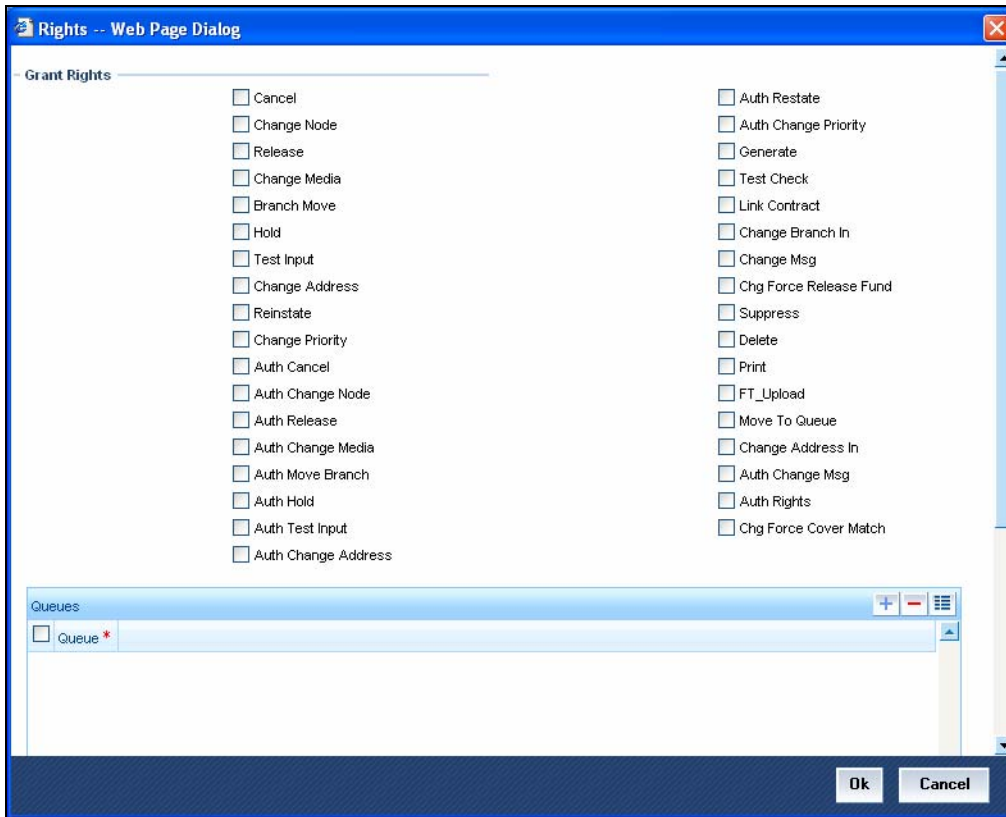 Rights -- Web Page Dialog
Grant Rights
Cancel
Change Node
Release
Change Media
Branch Move
Hold
Test Input
Change Address
Reinstate
Change Priority
Auth Cancel
Auth Change Node
Auth Release
Auth Change Media
Auth Move Branch
Auth Hold
Auth Test Input
Auth Change Address
Auth Restate
Auth Change Priority
Generate
Test Check
Link Contract
Change Branch In
Change Msg
Chg Force Release Fund
Suppress
Delete
Print
FT_Upload
Move To Queue
Change Address In
Auth Change Msg
Auth Rights
Chg Force Cover Match
Queues
Queue *
Ok
Cancel